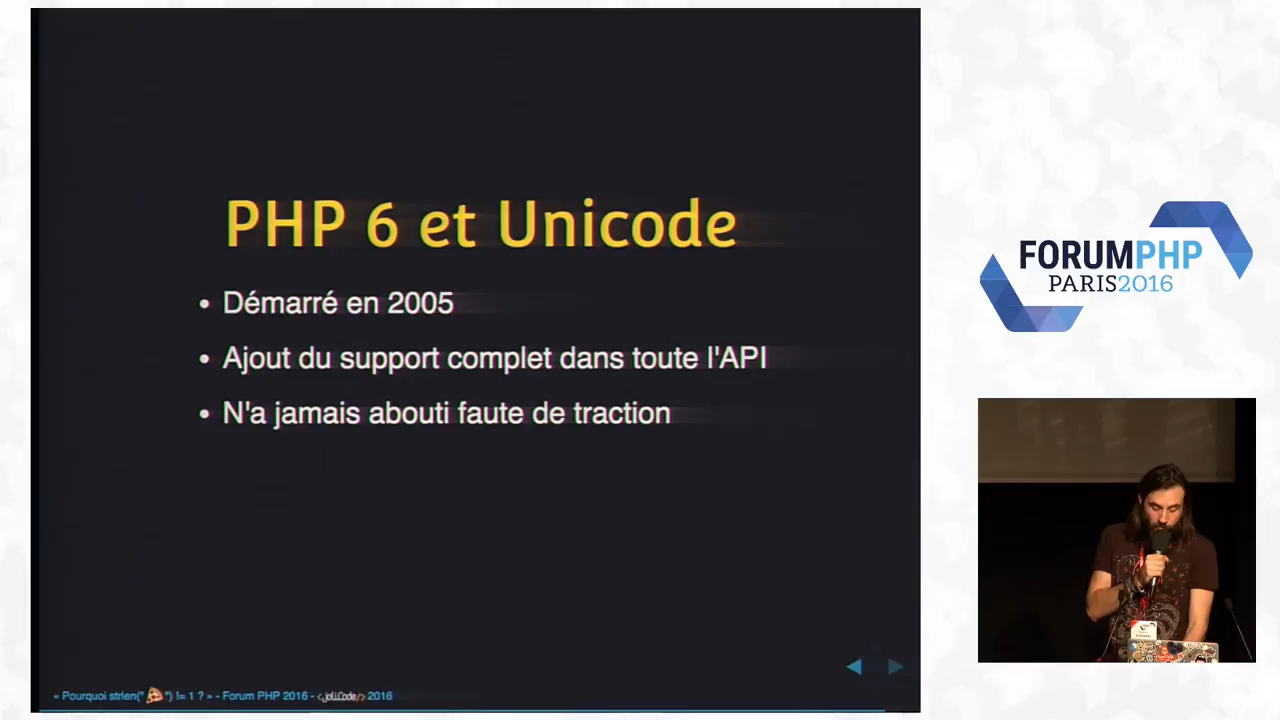 PHP 6 et Unicode
• Démarré en 2005
• Ajout du support complet dans toute l'API
• N'a jamais abouti faute de traction
« Pourquoi strlen("🍕") != 1 ? » - Forum PHP 2016 - </joliCode/> 2016
FORUMPHP
PARIS2016